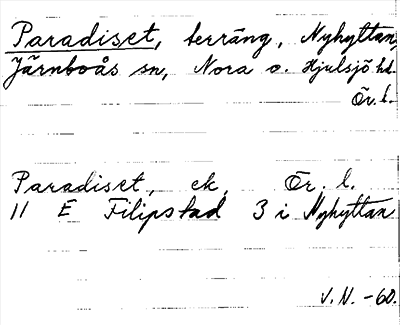 Paradiset, terräng, Nyhyttan,
Järnboås sn, Nora o. Hjulsjö hd.
Ör. l.
Paradiset, ek, Ör. l.
11 E Filipstad 3 i Nyhyttan
V. N. -60.